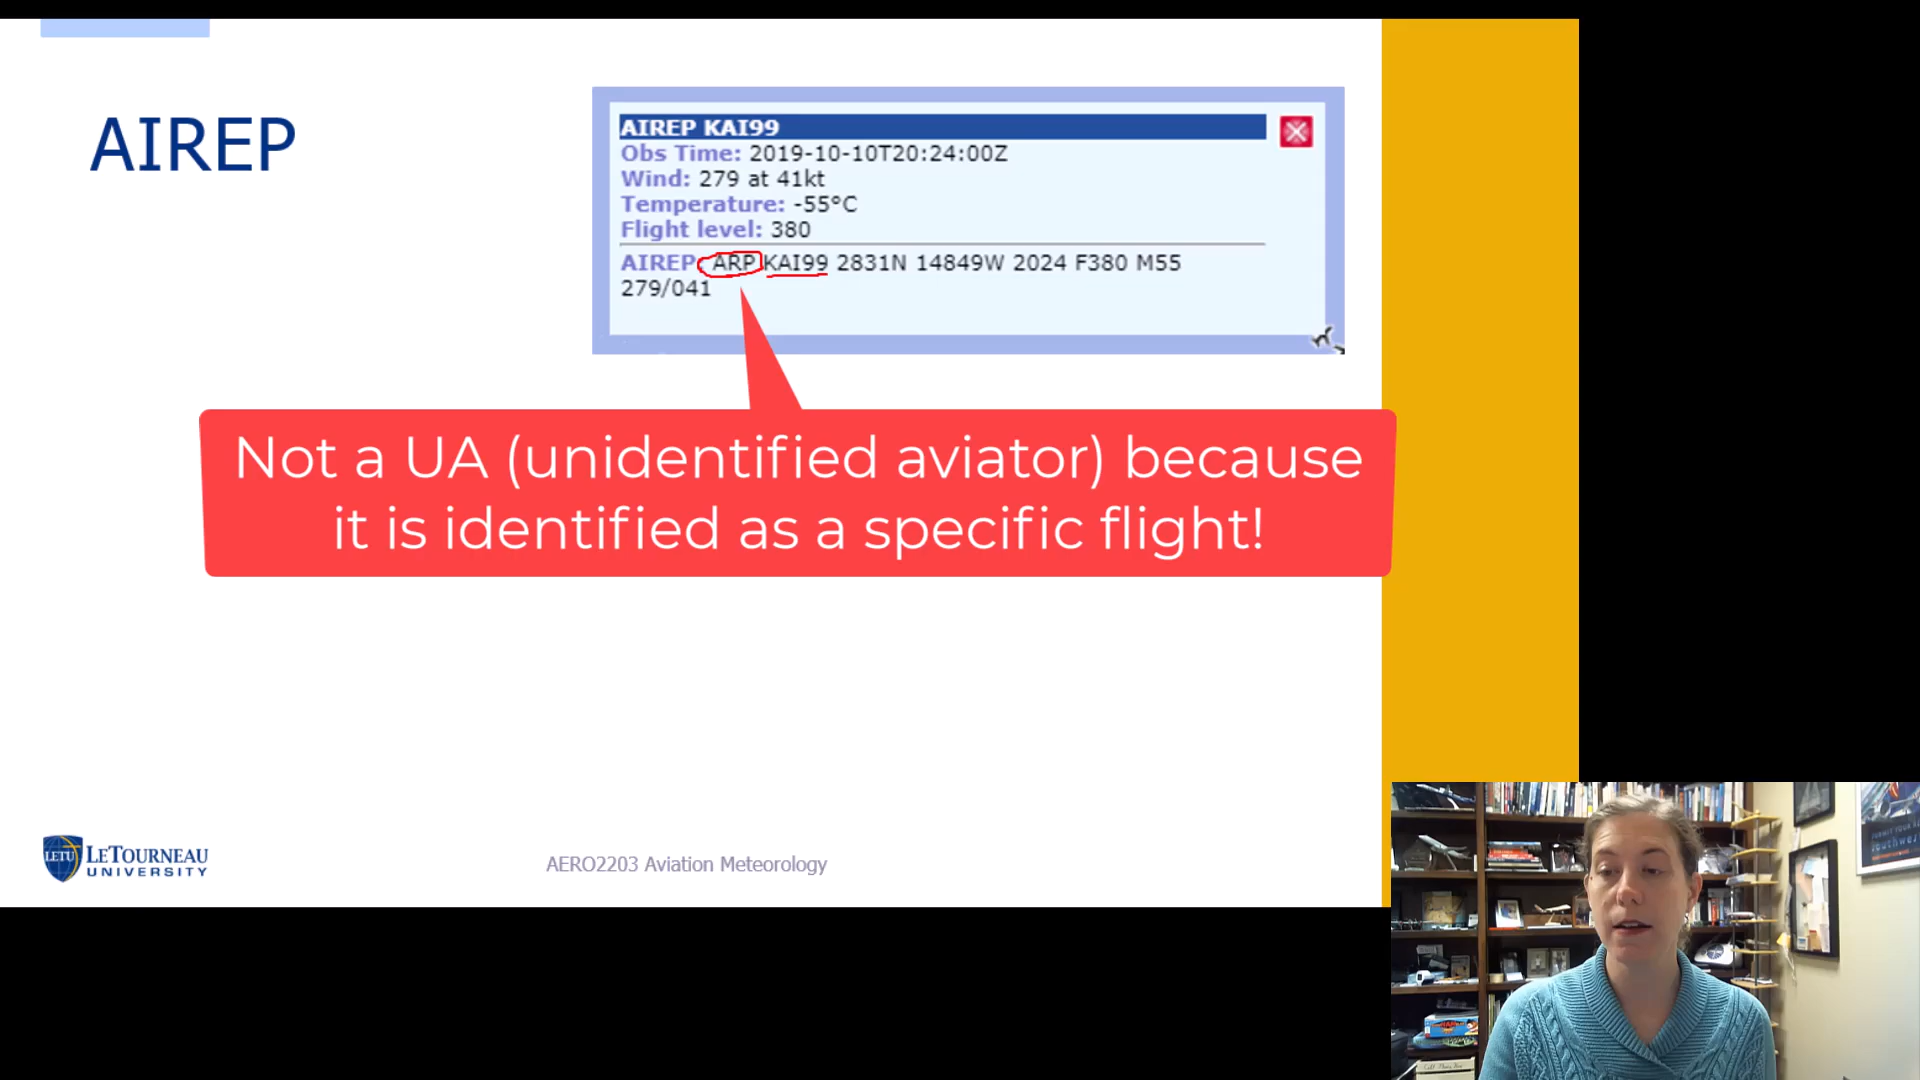 AIREP
AIREP KAI99
Obs Time: 2019-10-10T20:24:00Z
Wind: 279 at 41kt
Temperature: -55°C
Flight level: 380
AIREP: ARP KAI99 2831N 14849W 2024 F380 M55
279/041
Not a UA (unidentified aviator) because
it is identified as a specific flight!
LETU
LETOURNEAU
UNIVERSITY
AERO2203 Aviation Meteorology